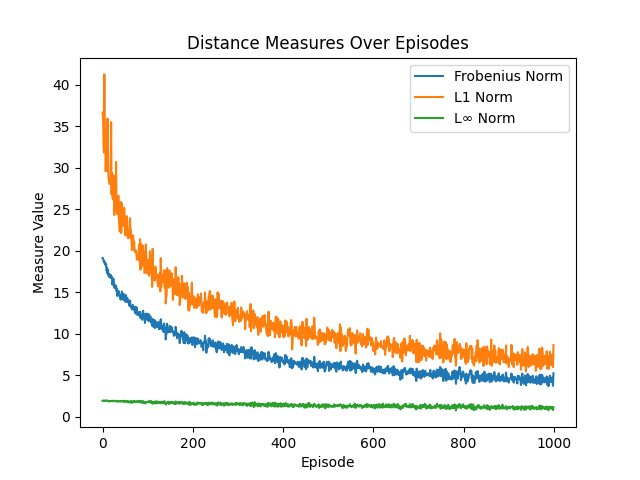 Distance Measures Over Episodes
Frobenius Norm
L1 Norm
L∞ Norm
Measure Value
40
35
30
25
20
15
10
5
0
0 200 400 600 800 1000
Episode